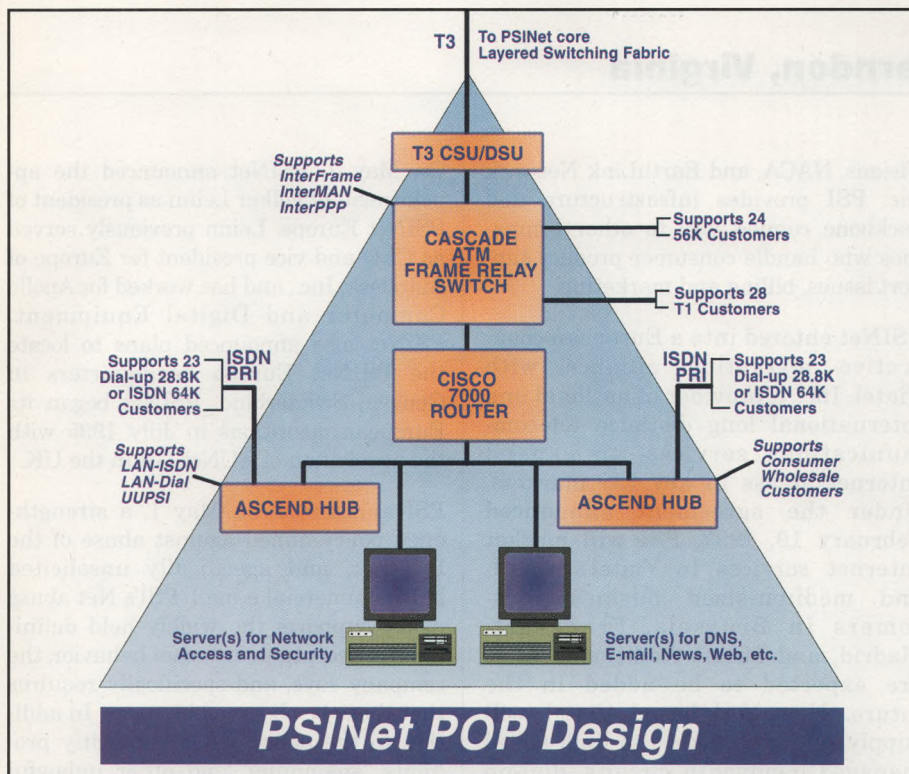 T3
To PSINet core
Layered Switching Fabric
T3 CSU/DSU
Supports
InterFrame
InterMAN
InterPPP
CASCADE
ATM
FRAME RELAY
SWITCH
Supports 24
56K Customers
Supports 28
T1 Customers
Supports 23
Dial-up 28.8K
or ISDN 64K
Customers
ISDN
PRI
CISCO
7000
ROUTER
ISDN
PRI
Supports 23
Dial-up 28.8K
or ISDN 64K
Customers
Supports
LAN-ISDN
LAN-Dial
UUPSI
ASCEND HUB
ASCEND HUB
Supports
Consumer
Wholesale
Customers
Server(s) for Network
Access and Security
Server(s) for DNS,
E-mail, News, Web, etc.
PSINet POP Design